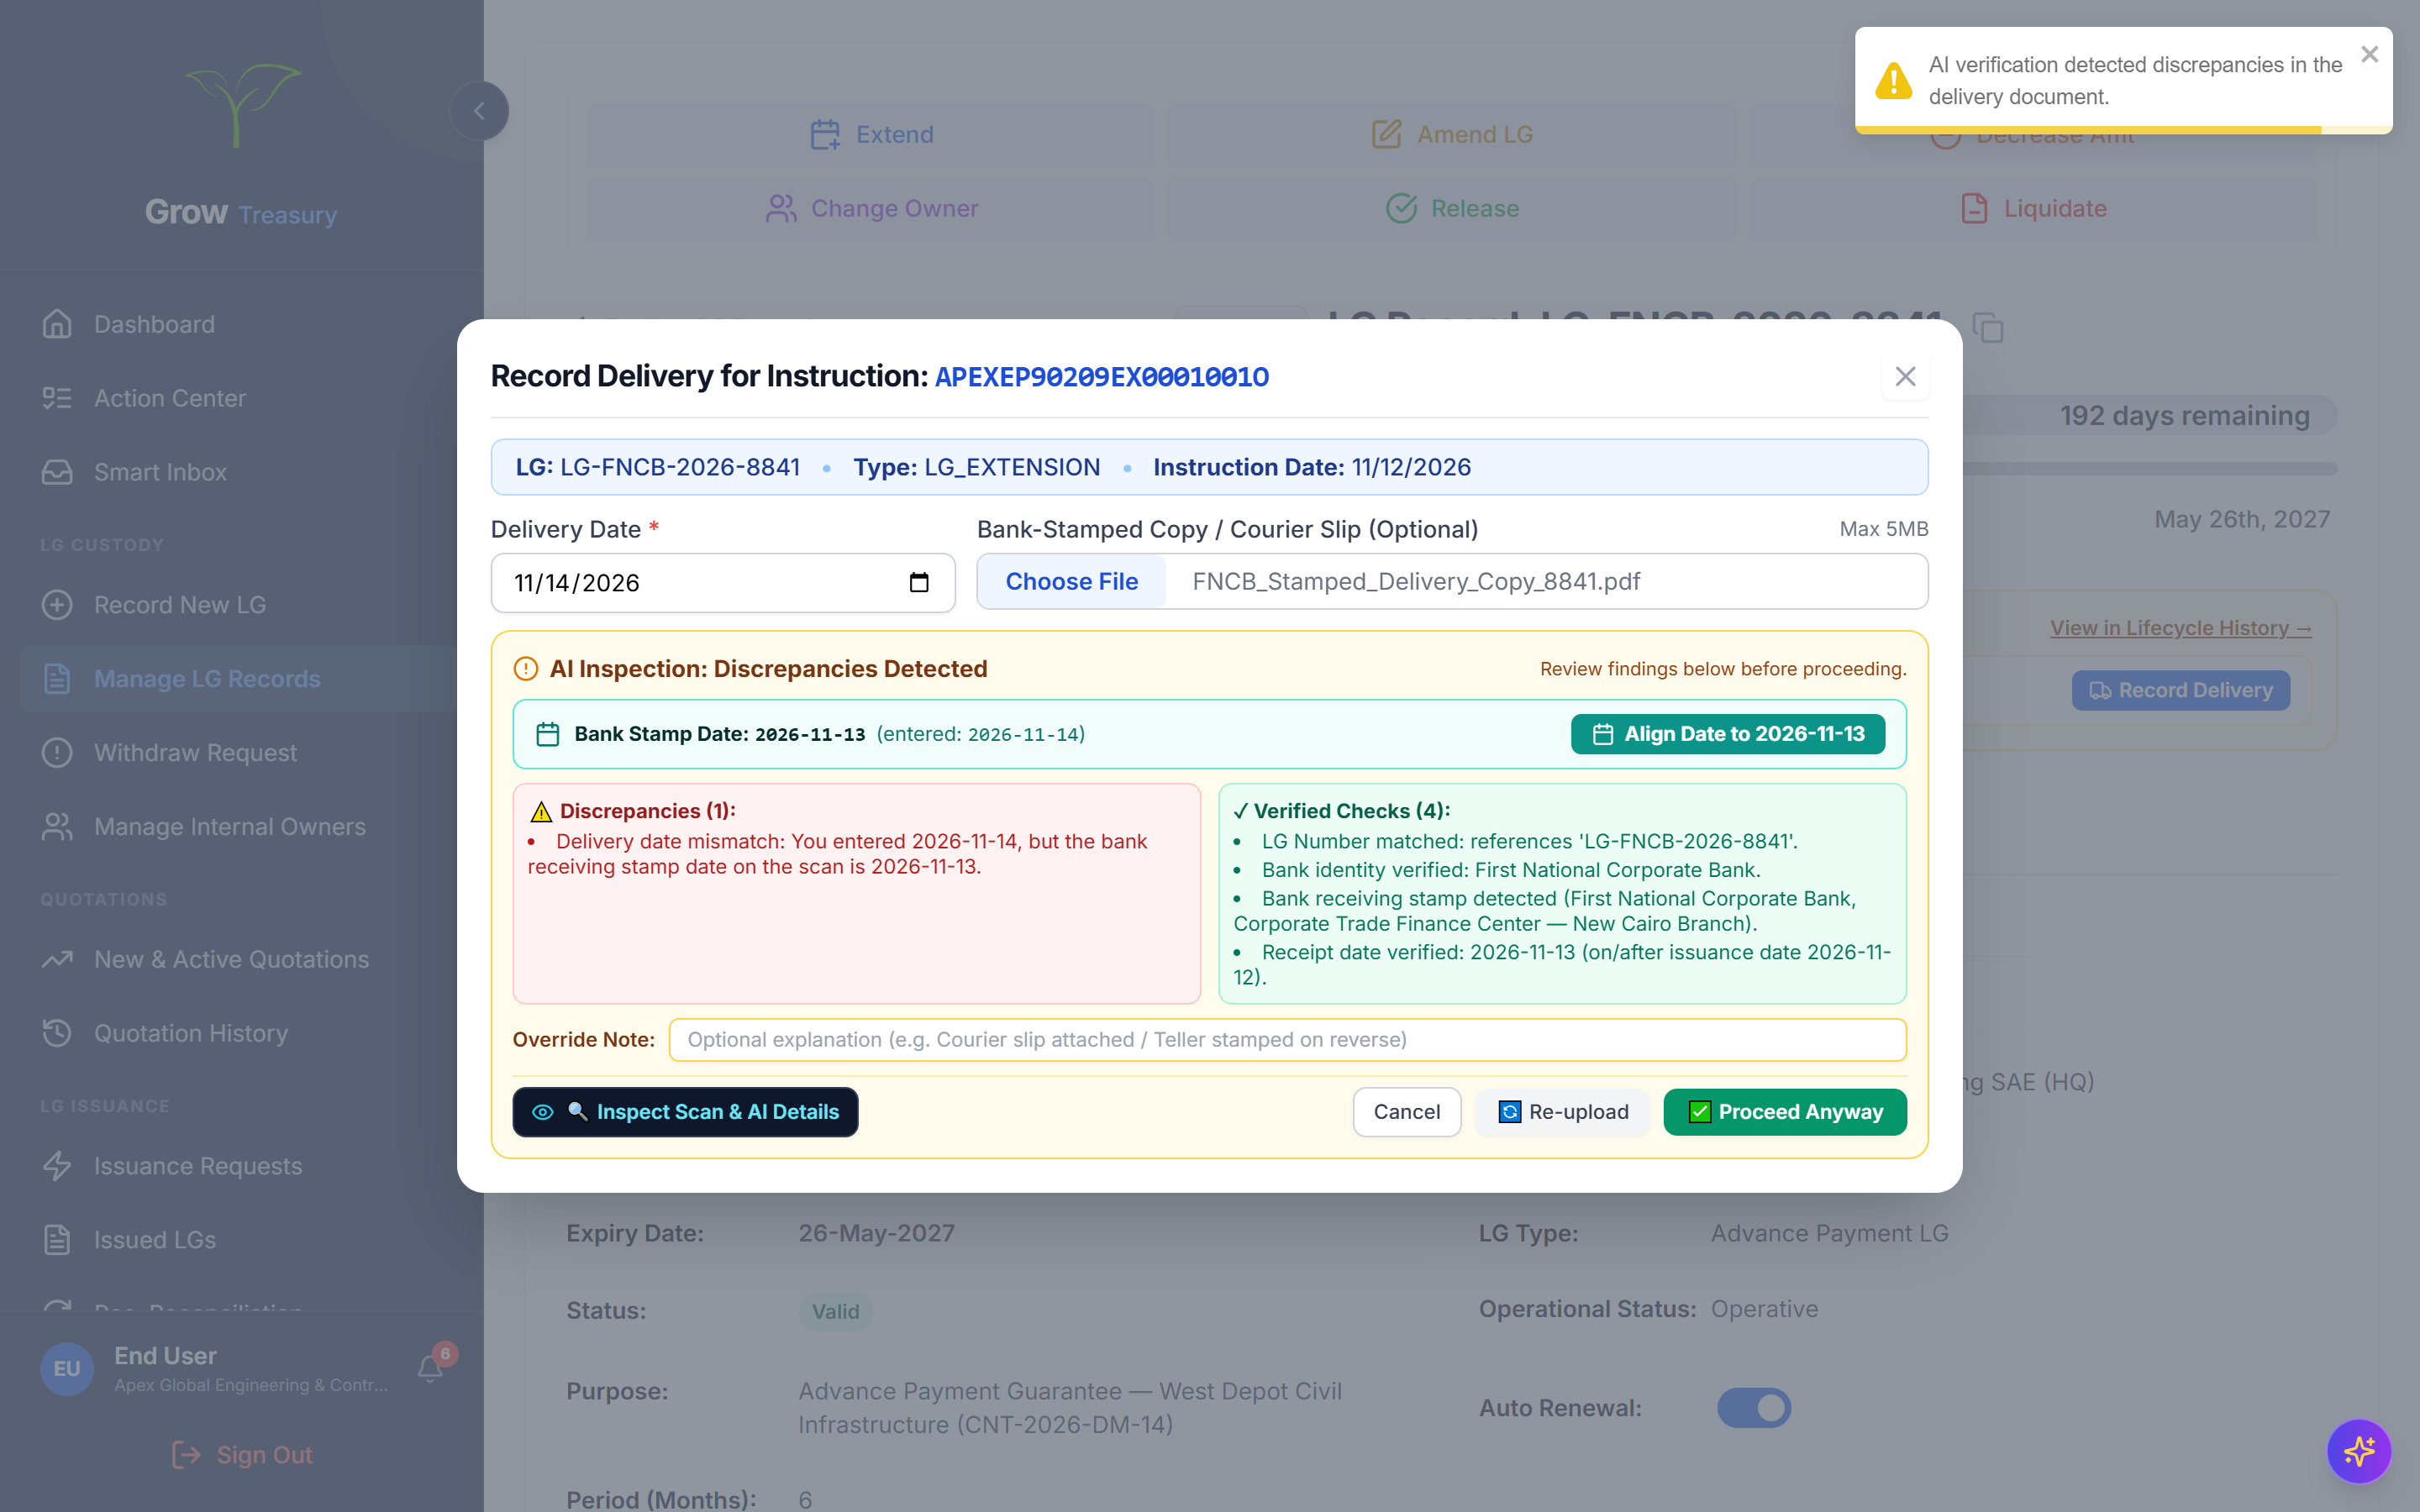 Grow Treasury
Dashboard
Action Center
Smart Inbox
LG CUSTODY
Record New LG
Manage LG Records
Withdraw Request
Manage Internal Owners
QUOTATIONS
New & Active Quotations
Quotation History
LG ISSUANCE
Issuance Requests
Issued LGs
EU
End User
Apex Global Engineering & Contr...
6
Sign Out
Extend
Amend LG
Decrease Amt
Change Owner
Release
Liquidate
AI verification detected discrepancies in the
delivery document.
192 days remaining
May 26th, 2027
View in Lifecycle History →
Record Delivery
Record Delivery for Instruction: APEXEP90209EX00010010
LG: LG-FNCB-2026-8841 • Type: LG_EXTENSION • Instruction Date: 11/12/2026
Delivery Date *
Bank-Stamped Copy / Courier Slip (Optional)
Max 5MB
11/14/2026
Choose File FNCB_Stamped_Delivery_Copy_8841.pdf
AI Inspection: Discrepancies Detected
Review findings below before proceeding.
Bank Stamp Date: 2026-11-13 (entered: 2026-11-14)
Align Date to 2026-11-13
⚠ Discrepancies (1):
• Delivery date mismatch: You entered 2026-11-14, but the bank
receiving stamp date on the scan is 2026-11-13.
✓ Verified Checks (4):
• LG Number matched: references 'LG-FNCB-2026-8841'.
• Bank identity verified: First National Corporate Bank.
• Bank receiving stamp detected (First National Corporate Bank,
Corporate Trade Finance Center — New Cairo Branch).
• Receipt date verified: 2026-11-13 (on/after issuance date 2026-11-
12).
Override Note:
Optional explanation (e.g. Courier slip attached / Teller stamped on reverse)
Inspect Scan & AI Details
Cancel
Re-upload
Proceed Anyway
SAE (HQ)
Expiry Date: 26-May-2027
LG Type: Advance Payment LG
Status: Valid
Operational Status: Operative
Purpose: Advance Payment Guarantee — West Depot Civil
Infrastructure (CNT-2026-DM-14)
Auto Renewal:
Period (Months): 6